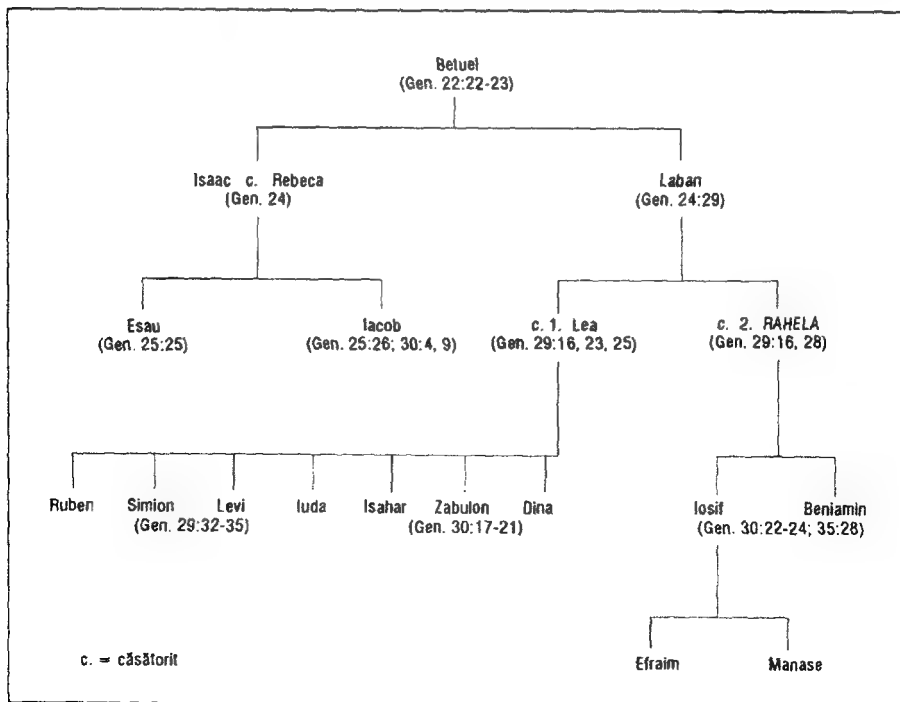 Betuel
(Gen. 22:22-23)
Isaac c. Rebeca
(Gen. 24)
Laban
(Gen. 24:29)
Esau
(Gen. 25:25)
Iacob
(Gen. 25:26; 30:4, 9)
c. 1. Lea
(Gen. 29:16, 23, 25)
c. 2. RAHELA
(Gen. 29:16, 28)
Ruben Simion Levi Iuda Isahar Zabulon Dina
(Gen. 29:32-35) (Gen. 30:17-21)
Iosif Beniamin
(Gen. 30:22-24; 35:28)
Efraim Manase
c. = căsătorit